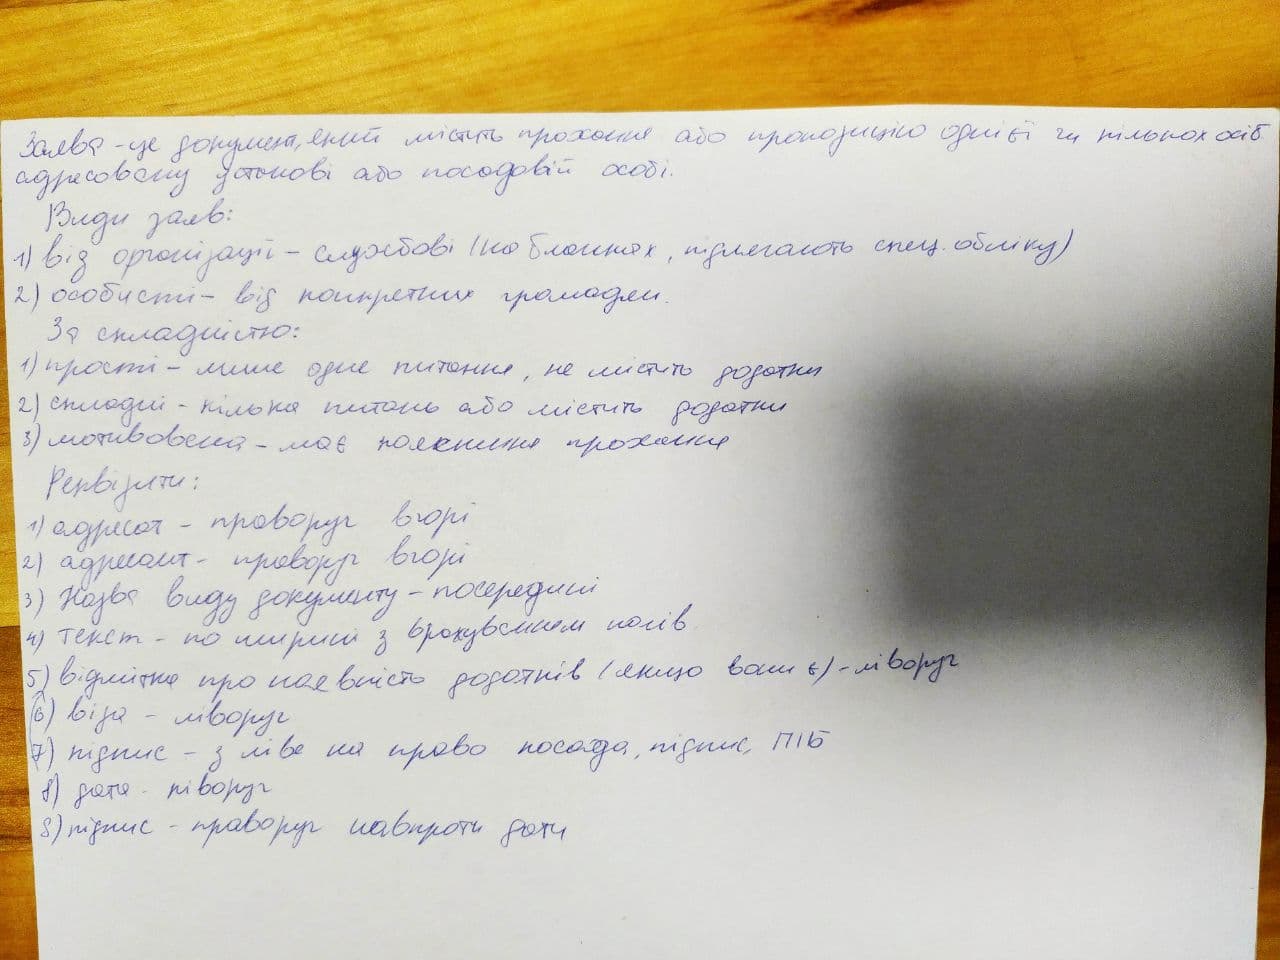 Заява - це документ, який містить прохання або пропозицію однієї чи кількох осіб
адресовану установі або посадовій особі.
Види заяв:
1) від організації - службові (на бланках, підлягають спец. обліку)
2) особисті - від конкретних громадян.
За складністю:
1) прості - лише одне питання, не містить додатки
2) складні - кілька питань або містить додатки
3) мотивована - має пояснення прохання
Реквізити:
1) адресат - праворуч вгорі
2) адресант - праворуч вгорі
3) Назва виду документу - посередині
4) текст - по ширині з врахуванням полів
5) відмітка про наявність додатків (якщо вони є) - ліворуч
6) віза - ліворуч
7) підпис - з ліва на право посада, підпис, ПІБ
8) дата - ліворуч
8) підпис - праворуч навпроти дати